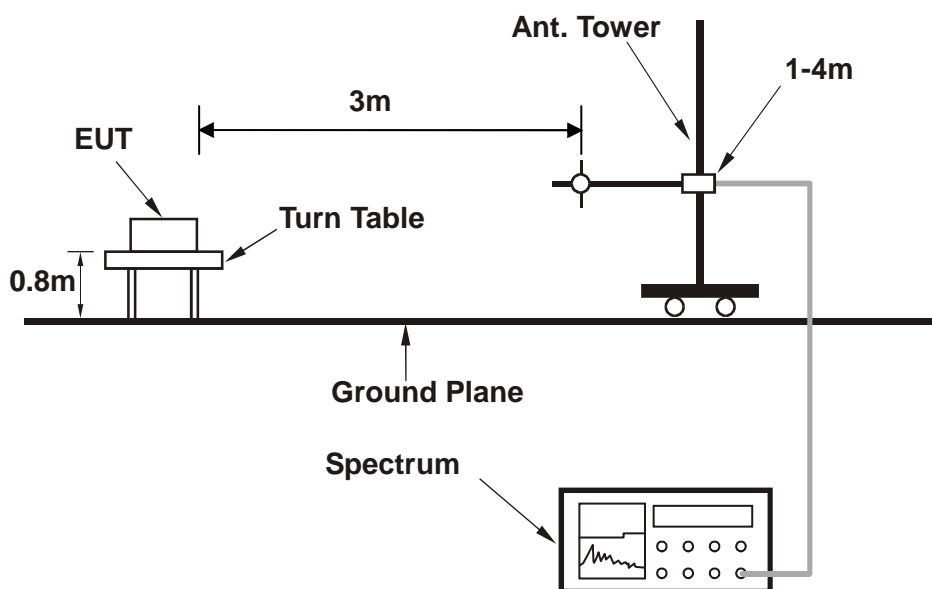 Ant. Tower
1-4m
3m
EUT
Turn Table
0.8m
Ground Plane
Spectrum